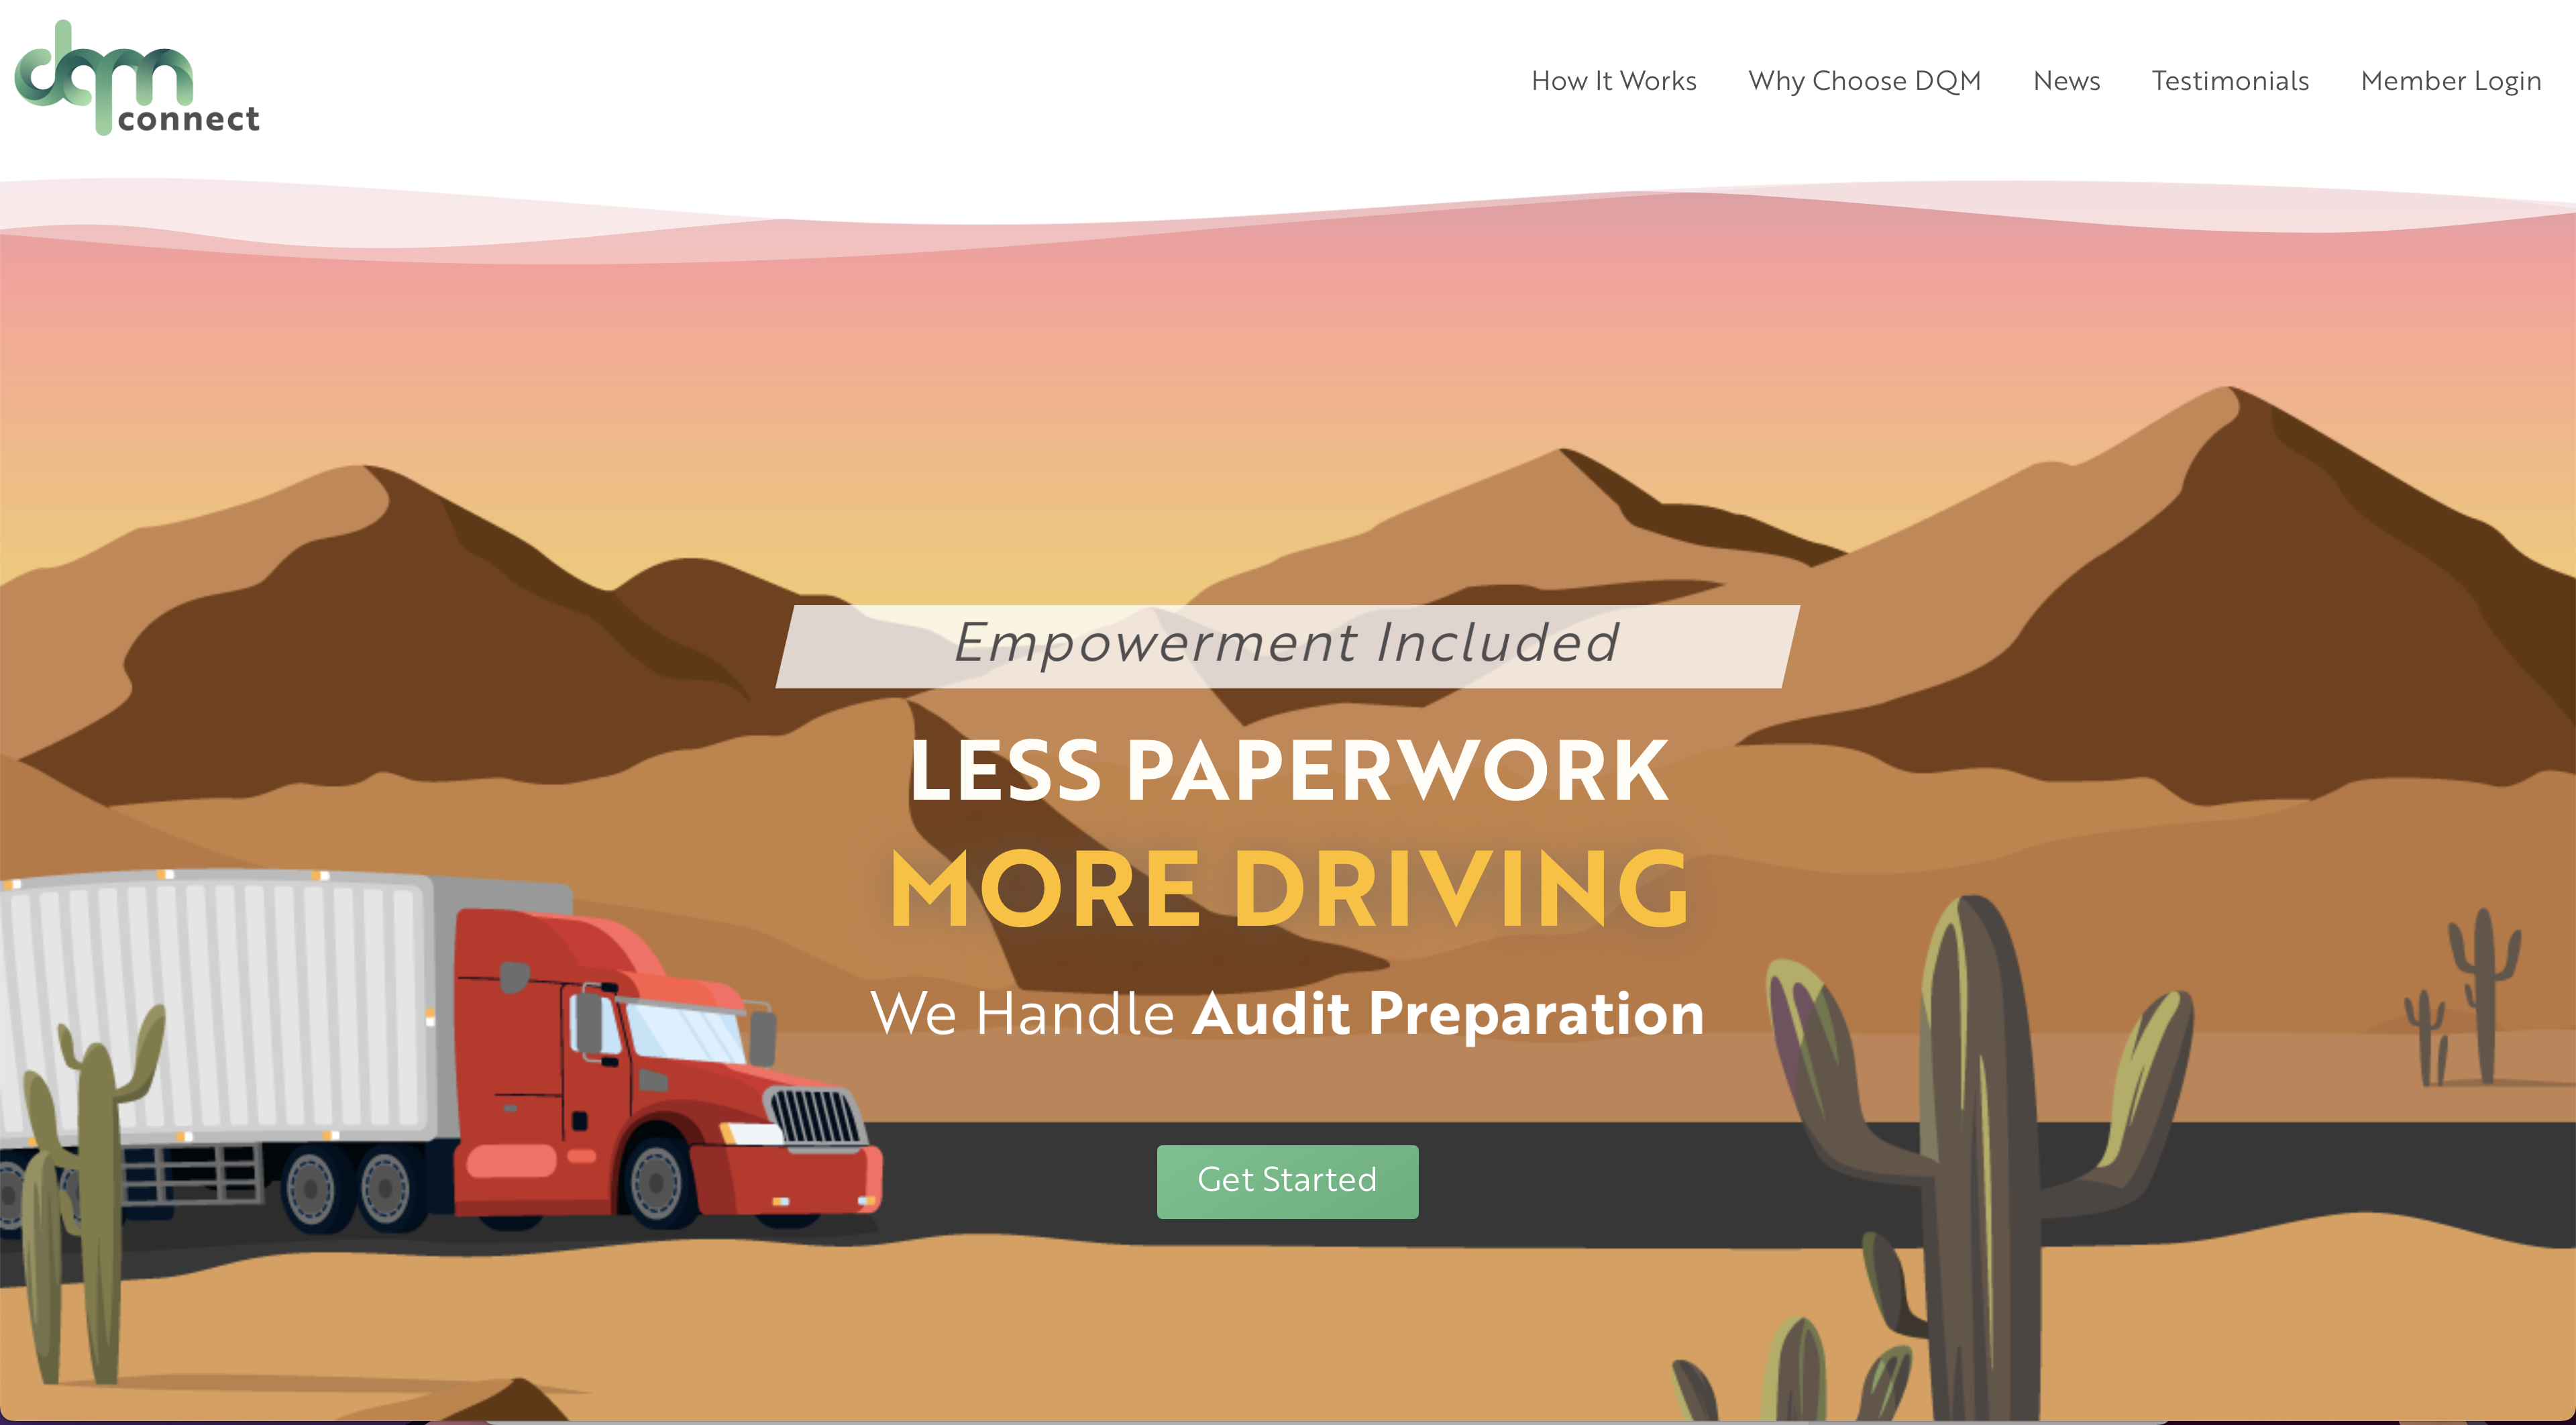 dqm
connect
How It Works
Why Choose DQM
News
Testimonials
Member Login
Empowerment Included
LESS PAPERWORK
MORE DRIVING
We Handle Audit Preparation
Get Started